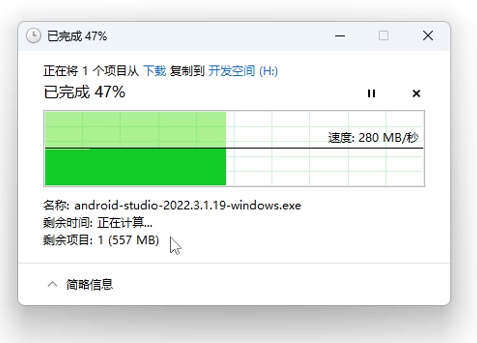 已完成 47%
正在将 1 个项目从 下载 复制到 开发空间 (H:)
已完成 47%
速度: 280 MB/秒
名称: android-studio-2022.3.1.19-windows.exe
剩余时间: 正在计算...
剩余项目: 1 (557 MB)
简略信息